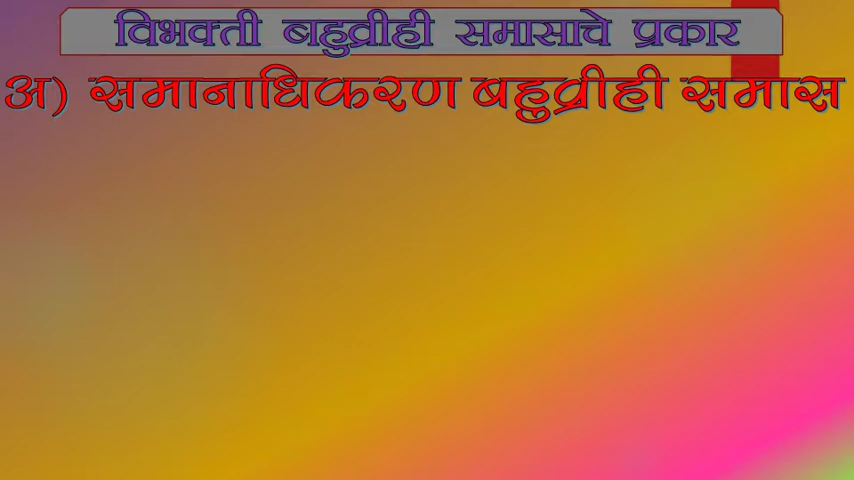 विभक्ती बहुव्रीही समासाचे प्रकार
अ) समानाधिकरण बहुव्रीही समास